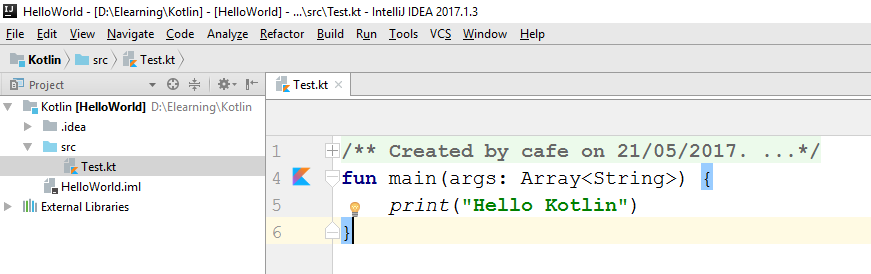 HelloWorld - [D:\Elearning\Kotlin] - [HelloWorld] - ...\src\Test.kt - IntelliJ IDEA 2017.1.3
File Edit View Navigate Code Analyze Refactor Build Run Tools VCS Window Help
Kotlin src Test.kt
Project Test.kt
Kotlin [HelloWorld] D:\Elearning\Kotlin
.idea
src
Test.kt
HelloWorld.iml
External Libraries
1 /** Created by cafe on 21/05/2017. ...*/
4 fun main(args: Array<String>) {
5 print("Hello Kotlin")
6 }